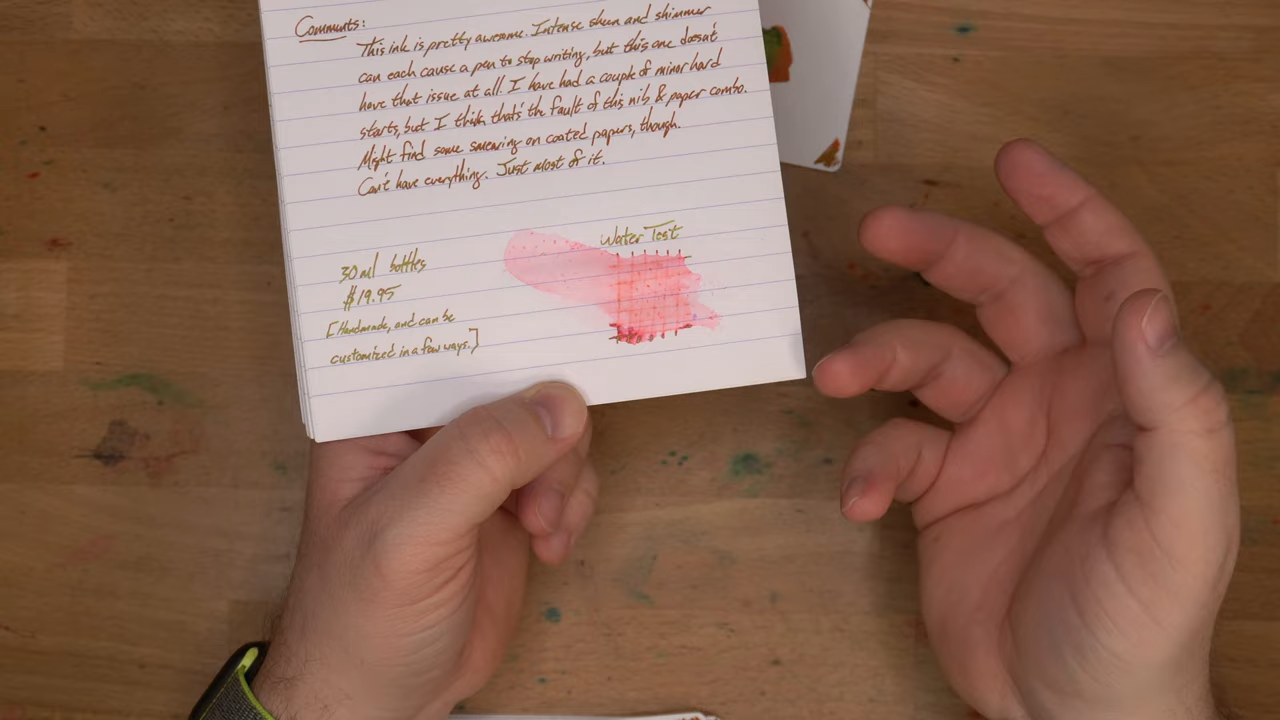 Comments:
This ink is pretty awesome. Intense sheen and shimmer
can each cause a pen to stop writing, but this one doesn't
have that issue at all. I have had a couple of minor hard
starts, but I think that's the fault of this nib & paper combo.
Might find some smearing on coated papers, though.
Can't have everything. Just most of it.
Water Test
30ml bottles
$19.95
[Handmade, and can be
customized in a few ways.]